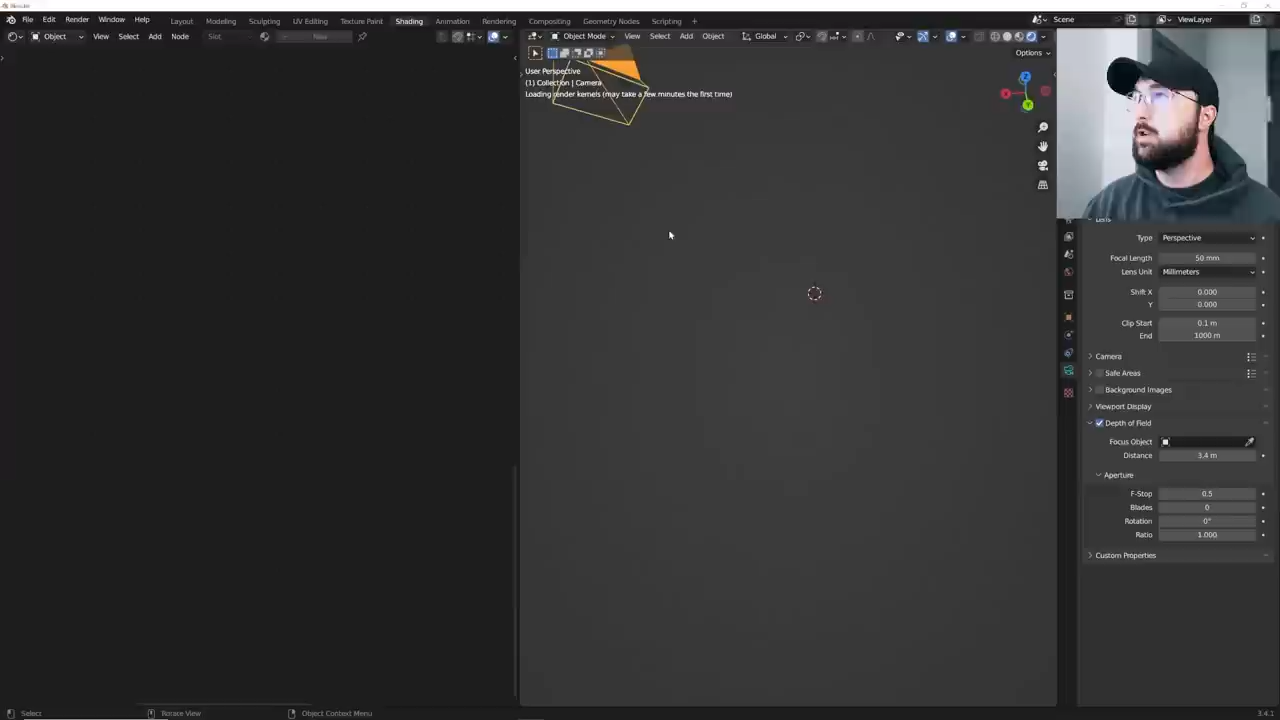 File Edit Render Window Help Layout Modeling Sculpting UV Editing Texture Paint Shading Animation Rendering Compositing Geometry Nodes Scripting + Scene ViewLayer
Object View Select Add Node Slot New
Object Mode View Select Add Object Global
Options
User Perspective
(1) Collection | Camera
Loading render kernels (may take a few minutes the first time)
Z
X
Y
Lens
Type Perspective
Focal Length 50 mm
Lens Unit Millimeters
Shift X 0.000
Y 0.000
Clip Start 0.1 m
End 1000 m
Camera
Safe Areas
Background Images
Viewport Display
Depth of Field
Focus Object
Distance 3.4 m
Aperture
F-Stop 0.5
Blades 0
Rotation 0°
Ratio 1.000
Custom Properties
Select Rotate View Object Context Menu 3.4.1